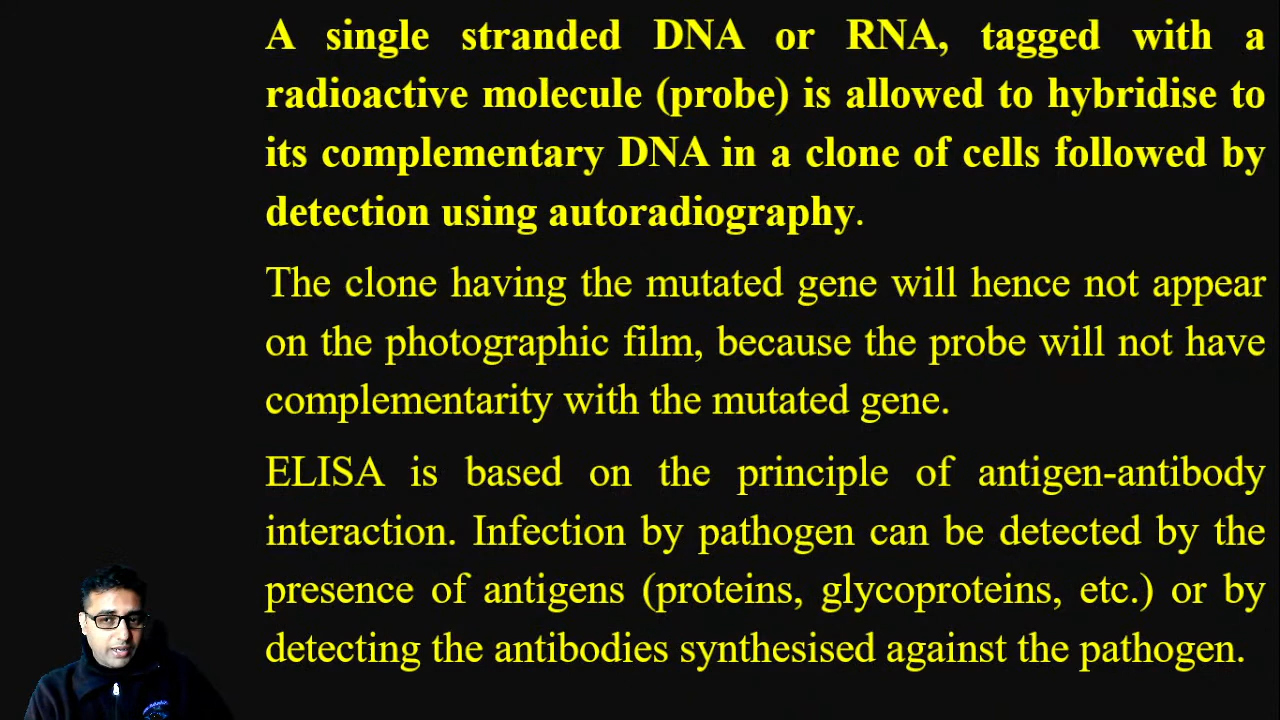 A single stranded DNA or RNA, tagged with a
radioactive molecule (probe) is allowed to hybridise to
its complementary DNA in a clone of cells followed by
detection using autoradiography.
The clone having the mutated gene will hence not appear
on the photographic film, because the probe will not have
complementarity with the mutated gene.
ELISA is based on the principle of antigen-antibody
interaction. Infection by pathogen can be detected by the
presence of antigens (proteins, glycoproteins, etc.) or by
detecting the antibodies synthesised against the pathogen.